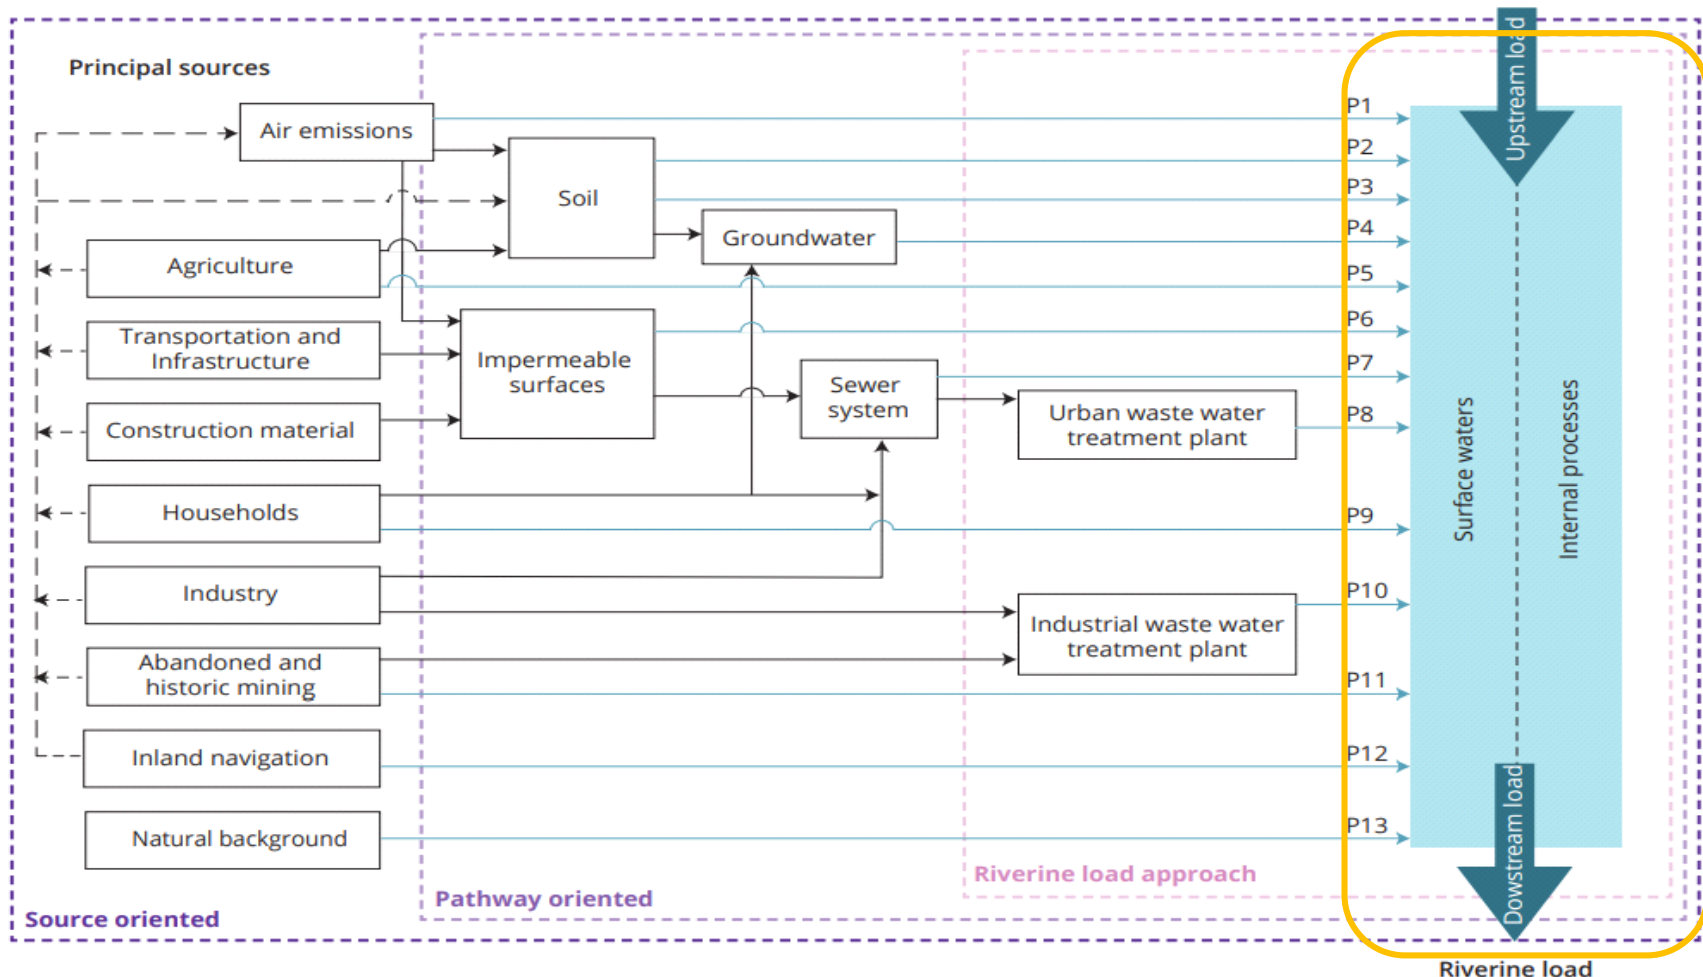 Principal sources
Upstream load
Air emissions
P1
P2
Soil
P3
Groundwater
P4
Agriculture
P5
Transportation and
Infrastructure
P6
Impermeable
surfaces
Sewer
system
P7
Urban waste water
treatment plant
P8
Construction material
Surface waters
Internal processes
Households
P9
Industry
P10
Industrial waste water
treatment plant
Abandoned and
historic mining
P11
Inland navigation
P12
Natural background
P13
Dowstream load
Riverine load approach
Pathway oriented
Source oriented
Riverine load